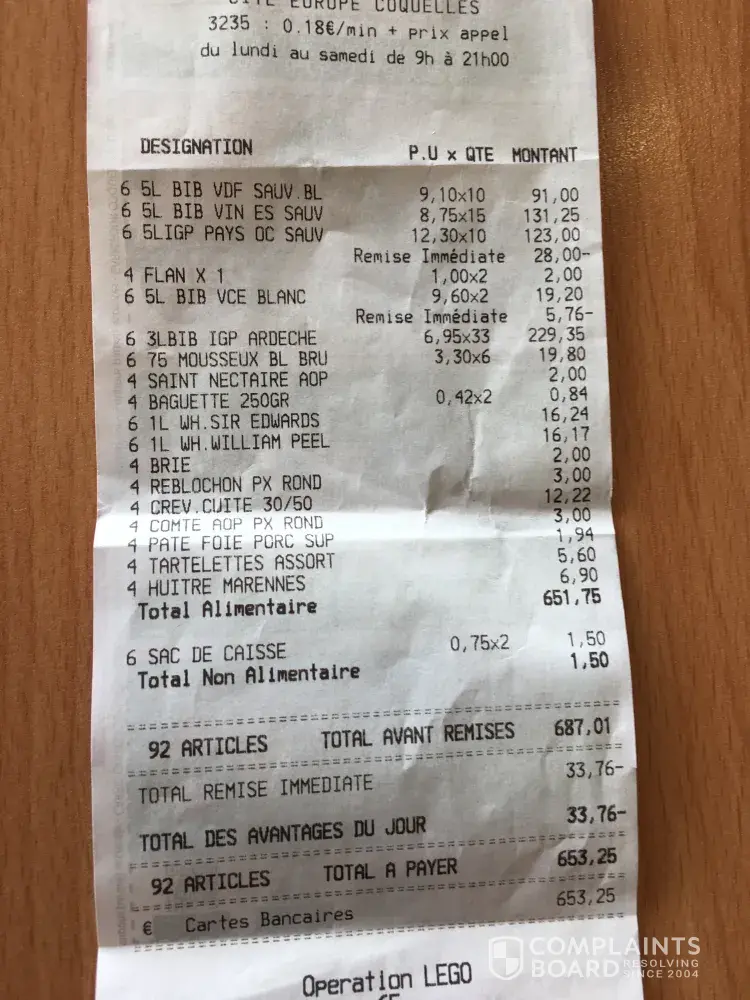 CITE EUROPE COQUELLES
3235 : 0.18€/min + prix appel
du lundi au samedi de 9h à 21h00
DESIGNATION P.U x QTE MONTANT
6 5L BIB VDF SAUV.BL 9,10x10 91,00
6 5L BIB VIN ES SAUV 8,75x15 131,25
6 5LIGP PAYS OC SAUV 12,30x10 123,00
Remise Immédiate 28,00-
4 FLAN X 1 1,00x2 2,00
6 5L BIB VCE BLANC 9,60x2 19,20
Remise Immédiate 5,76-
6 3LBIB IGP ARDECHE 6,95x33 229,35
6 75 MOUSSEUX BL BRU 3,30x6 19,80
4 SAINT NECTAIRE AOP 2,00
4 BAGUETTE 250GR 0,42x2 0,84
6 1L WH.SIR EDWARDS 16,24
6 1L WH.WILLIAM PEEL 16,17
4 BRIE 2,00
4 REBLOCHON PX ROND 3,00
4 CREV.CUITE 30/50 12,22
4 COMTE AOP PX ROND 3,00
4 PATE FOIE PORC SUP 1,94
4 TARTELETTES ASSORT 5,60
4 HUITRE MARENNES 6,90
Total Alimentaire 651,75
6 SAC DE CAISSE 0,75x2 1,50
Total Non Alimentaire 1,50
92 ARTICLES TOTAL AVANT REMISES 687,01
TOTAL REMISE IMMEDIATE 33,76-
TOTAL DES AVANTAGES DU JOUR 33,76-
92 ARTICLES TOTAL A PAYER 653,25
€ Cartes Bancaires 653,25
Operation LEGO
65
COMPLAINTS
BOARD RESOLVING SINCE 2004